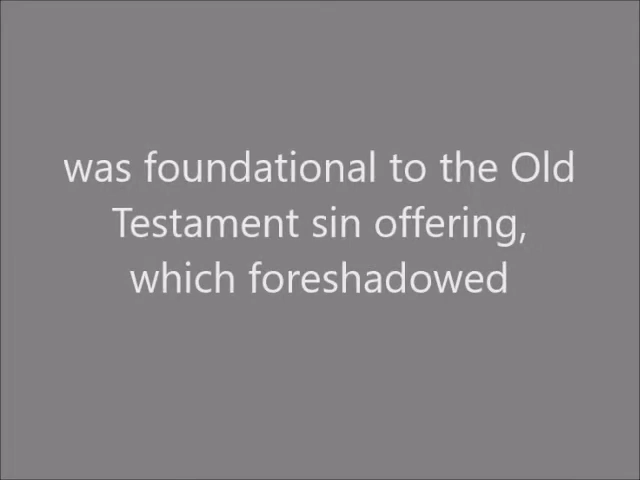 was foundational to the Old
Testament sin offering,
which foreshadowed